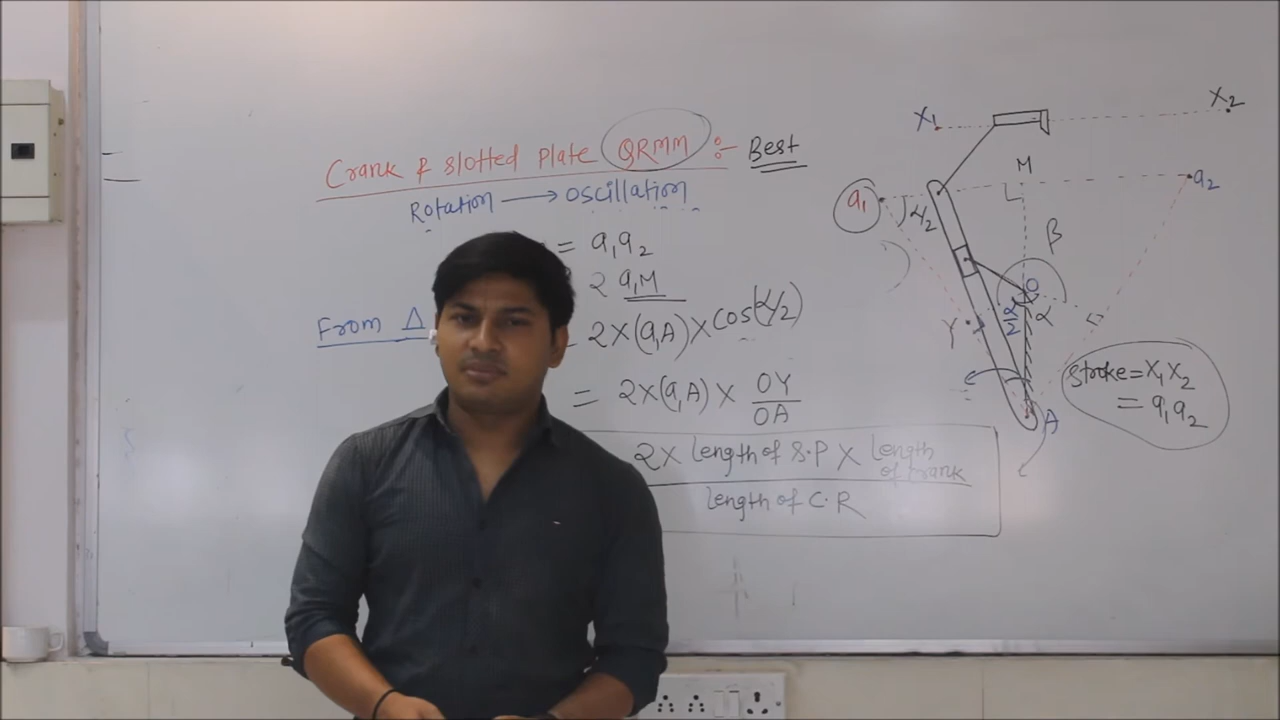 Crank & slotted plate QRMM :- Best
Rotation → oscillation
= a₁a₂
2 a₁M
From Δ
= 2×(a₁A)×cos(α/2)
= 2×(a₁A) × OY/OA
2× length of S.P × length of crank
length of C.R
X₁
X₂
M
a₁
a₂
α/2
β
O
α/2
α
Y
A
stroke = X₁X₂
= a₁a₂